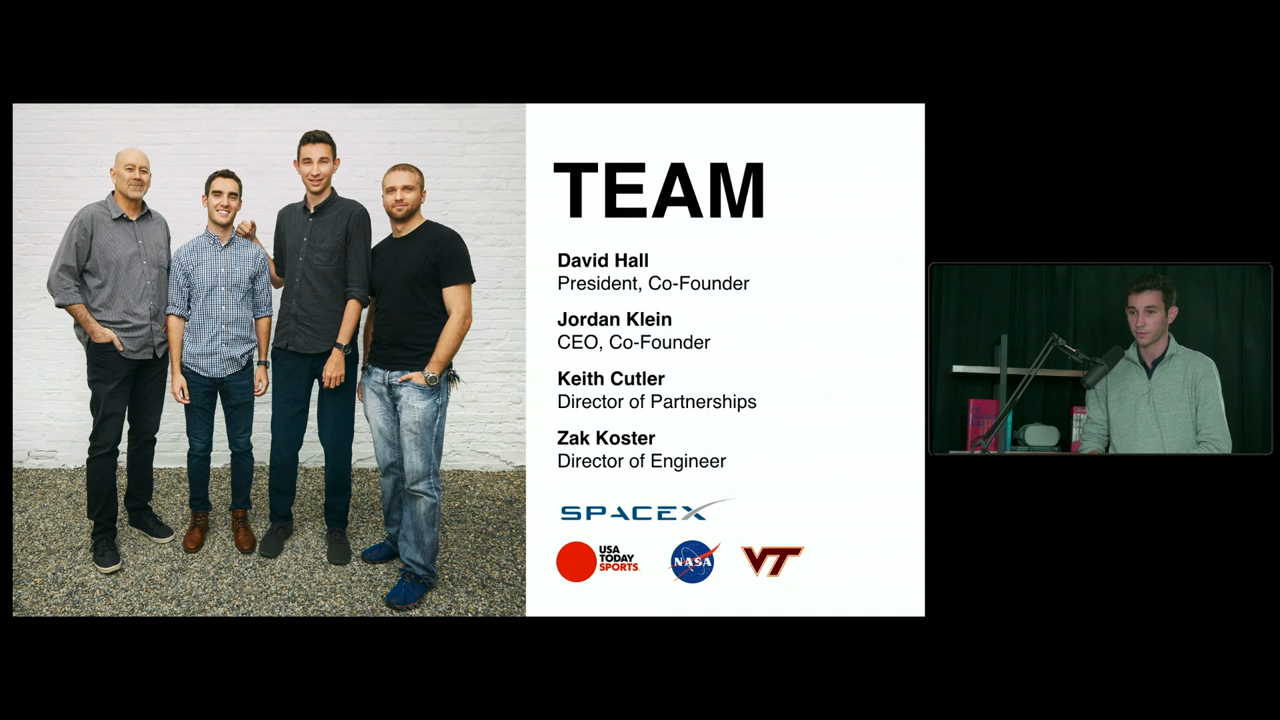 TEAM
David Hall
President, Co-Founder
Jordan Klein
CEO, Co-Founder
Keith Cutler
Director of Partnerships
Zak Koster
Director of Engineer
SPACEX
USA
TODAY
SPORTS
NASA
VT